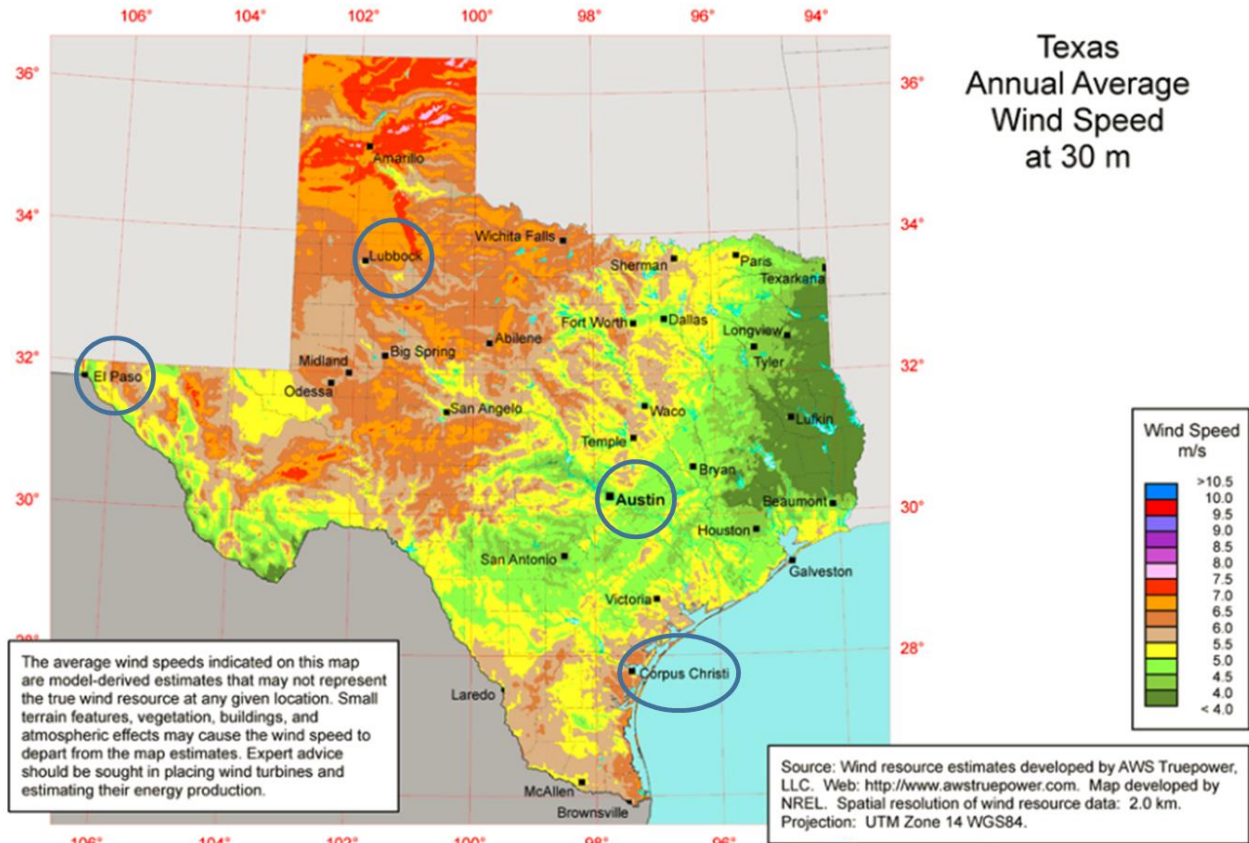 106° 104° 102° 100° 98° 96° 94°
Texas
Annual Average
Wind Speed
at 30 m
36° 36°
Amarillo
34° 34°
Wichita Falls
Lubbock
Sherman
Paris
Texarkana
Fort Worth
Dallas
Longview
Abilene
Tyler
32° 32°
Big Spring
Midland
El Paso
Odessa
San Angelo
Waco
Lufkin
Temple
Bryan
30° 30°
Austin
Beaumont
Houston
San Antonio
Galveston
Victoria
28° 28°
Corpus Christi
Laredo
McAllen
Brownsville
Wind Speed
m/s
>10.5
10.0
9.5
9.0
8.5
8.0
7.5
7.0
6.5
6.0
5.5
5.0
4.5
4.0
< 4.0
The average wind speeds indicated on this map
are model-derived estimates that may not represent
the true wind resource at any given location. Small
terrain features, vegetation, buildings, and
atmospheric effects may cause the wind speed to
depart from the map estimates. Expert advice
should be sought in placing wind turbines and
estimating their energy production.
Source: Wind resource estimates developed by AWS Truepower,
LLC. Web: http://www.awstruepower.com. Map developed by
NREL. Spatial resolution of wind resource data: 2.0 km.
Projection: UTM Zone 14 WGS84.
106° 104° 102° 100° 98° 96°